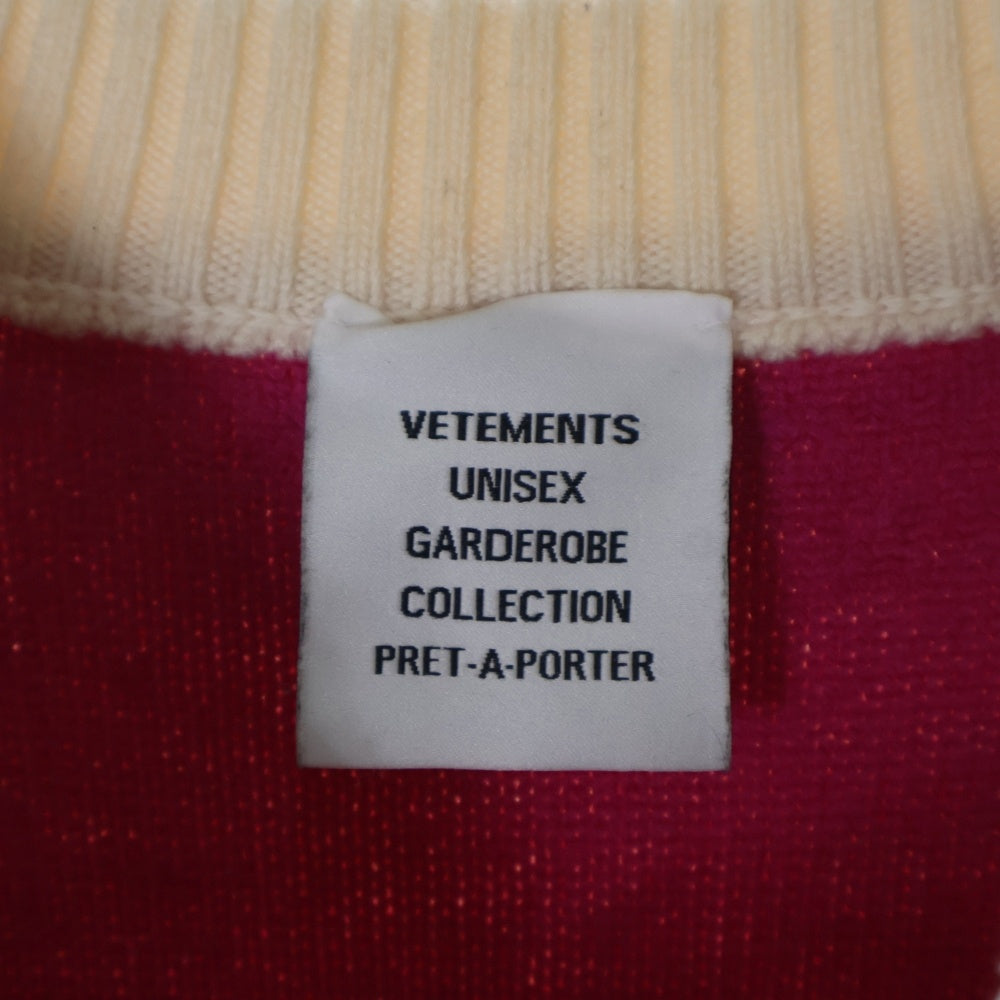 VETEMENTS
UNISEX
GARDEROBE
COLLECTION
PRET-A-PORTER